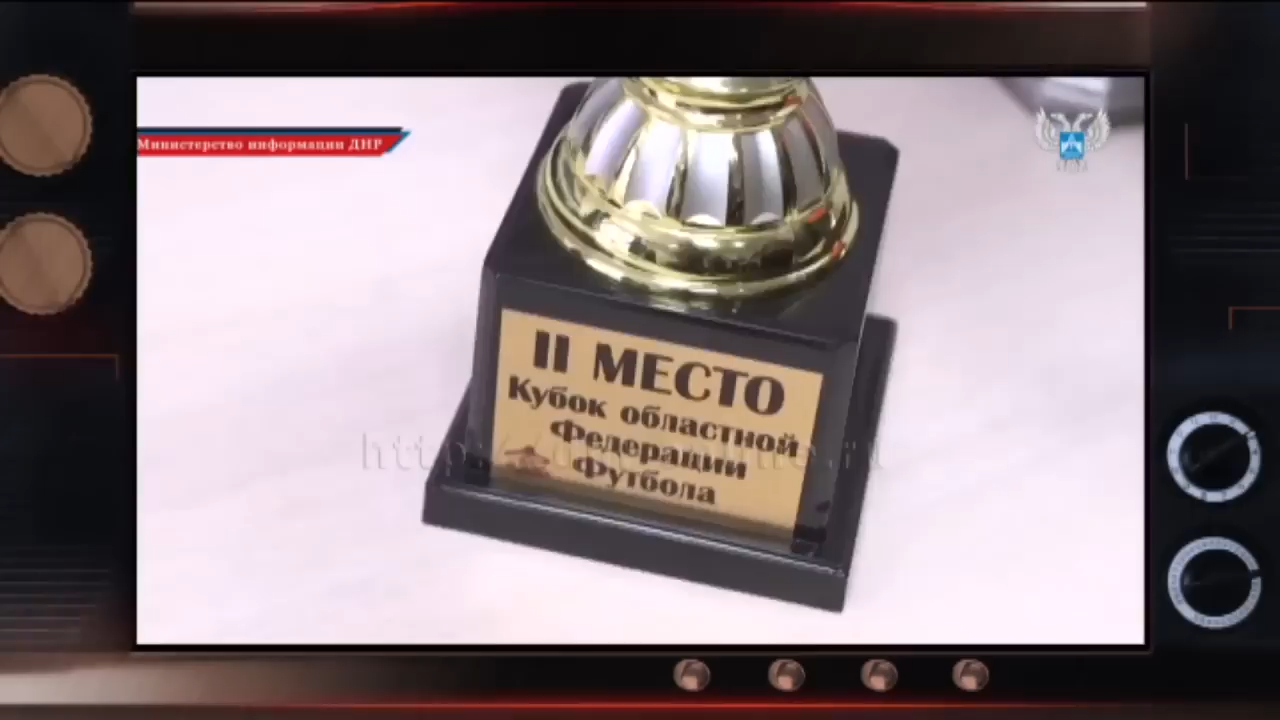 Министерство информации ДНР
II МЕСТО
Кубок областной
Федерации
Футбола